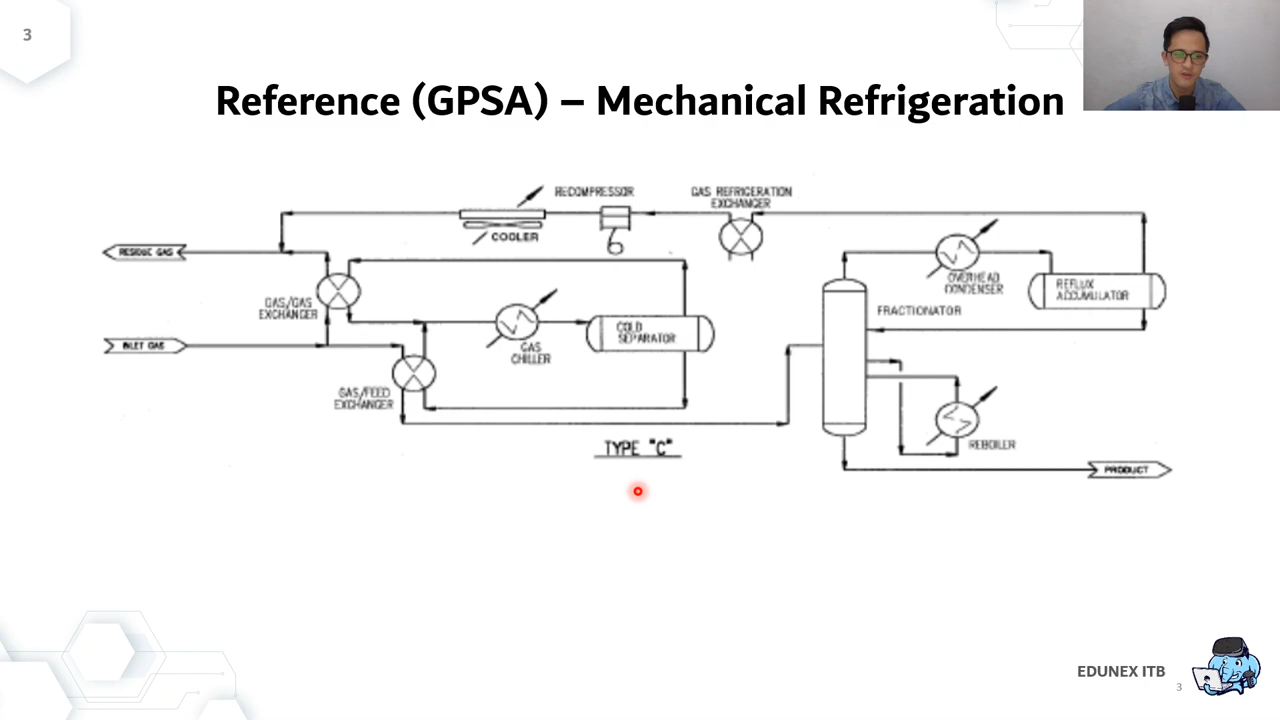 3
Reference (GPSA) – Mechanical Refrigeration
RECOMPRESSOR
GAS REFRIGERATION
EXCHANGER
COOLER
RESIDUE GAS
OVERHEAD
CONDENSER
REFLUX
ACCUMULATOR
GAS/GAS
EXCHANGER
FRACTIONATOR
COLD
SEPARATOR
INLET GAS
GAS
CHILLER
GAS/FEED
EXCHANGER
REBOILER
TYPE "C"
PRODUCT
EDUNEX ITB
3